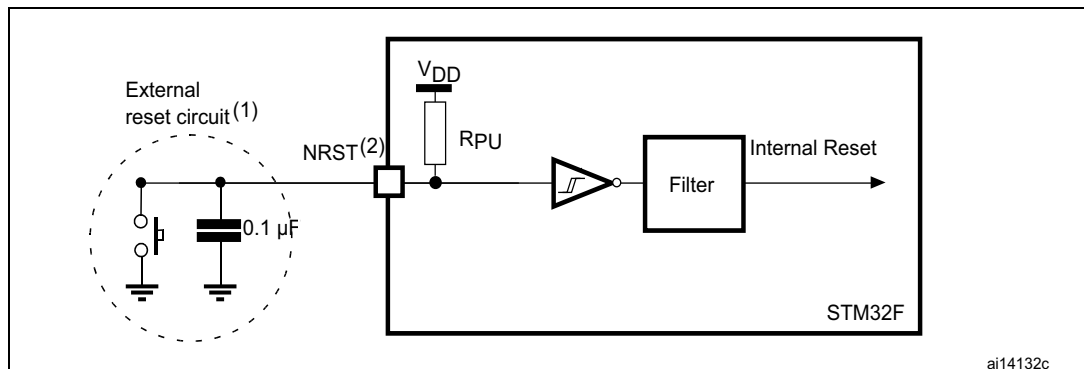 External
reset circuit(1)
NRST(2)
VDD
RPU
0.1 µF
Filter
Internal Reset
STM32F
ai14132c